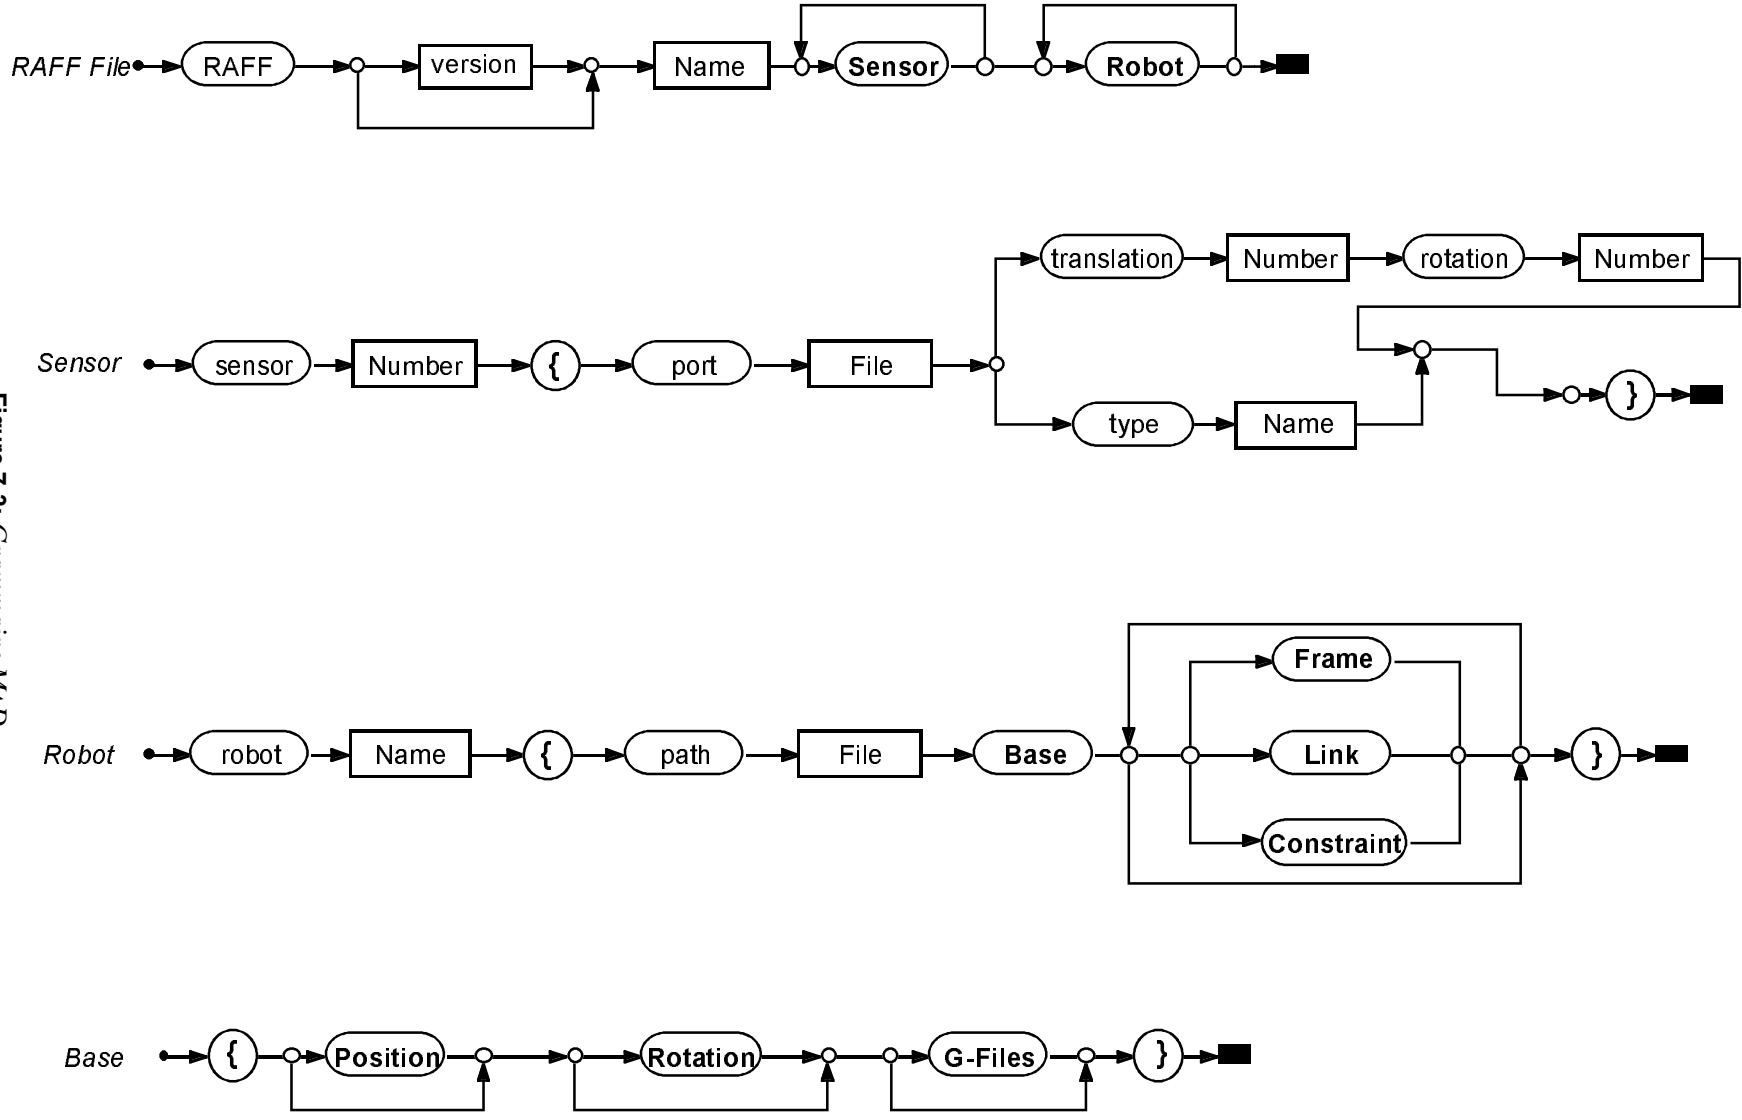 RAFF File RAFF version Name Sensor Robot
translation Number rotation Number
Sensor sensor Number { port File }
type Name
Frame
Robot robot Name { path File Base Link }
Constraint
Base { Position Rotation G-Files }